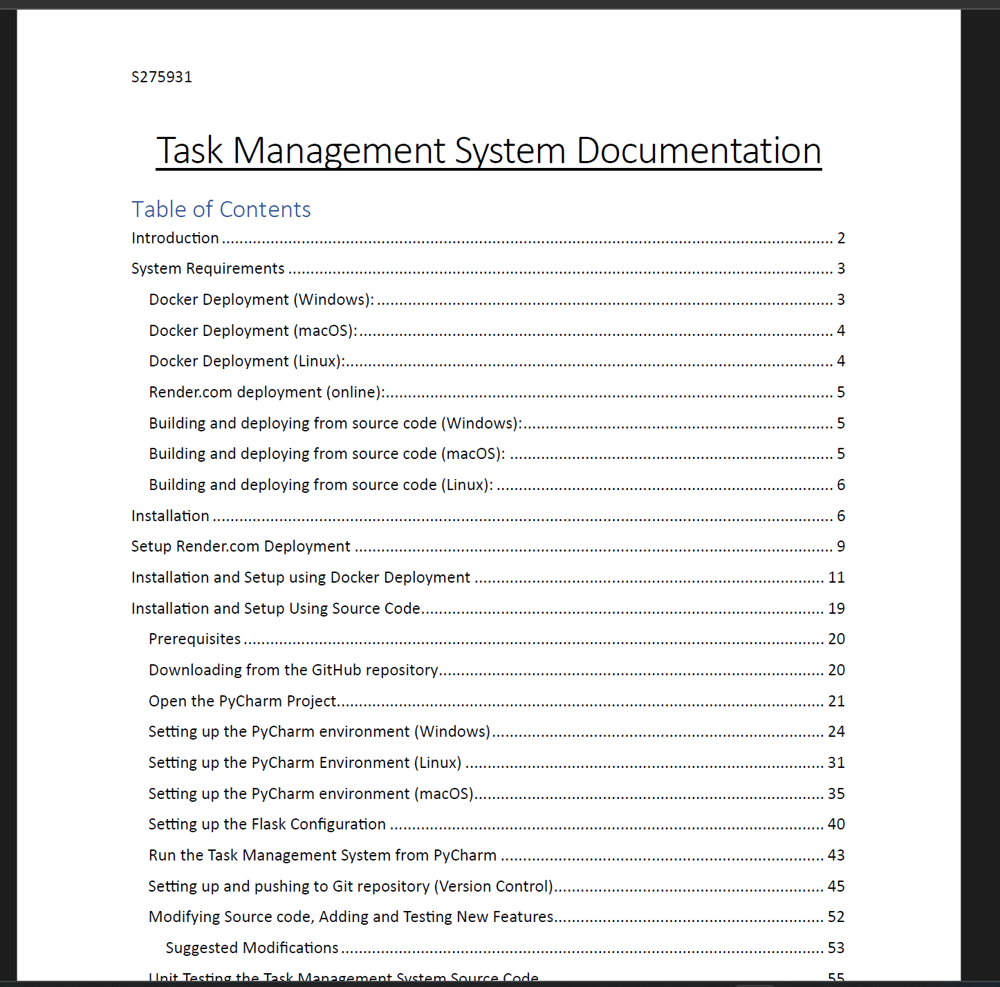 S275931
Task Management System Documentation
Table of Contents
Introduction ........ 2
System Requirements ........ 3
Docker Deployment (Windows): ........ 3
Docker Deployment (macOS): ........ 4
Docker Deployment (Linux): ........ 4
Render.com deployment (online): ........ 5
Building and deploying from source code (Windows): ........ 5
Building and deploying from source code (macOS): ........ 5
Building and deploying from source code (Linux): ........ 6
Installation ........ 6
Setup Render.com Deployment ........ 9
Installation and Setup using Docker Deployment ........ 11
Installation and Setup Using Source Code ........ 19
Prerequisites ........ 20
Downloading from the GitHub repository ........ 20
Open the PyCharm Project ........ 21
Setting up the PyCharm environment (Windows) ........ 24
Setting up the PyCharm Environment (Linux) ........ 31
Setting up the PyCharm environment (macOS) ........ 35
Setting up the Flask Configuration ........ 40
Run the Task Management System from PyCharm ........ 43
Setting up and pushing to Git repository (Version Control) ........ 45
Modifying Source code, Adding and Testing New Features ........ 52
Suggested Modifications ........ 53
Unit Testing the Task Management System Source Code ........ 55